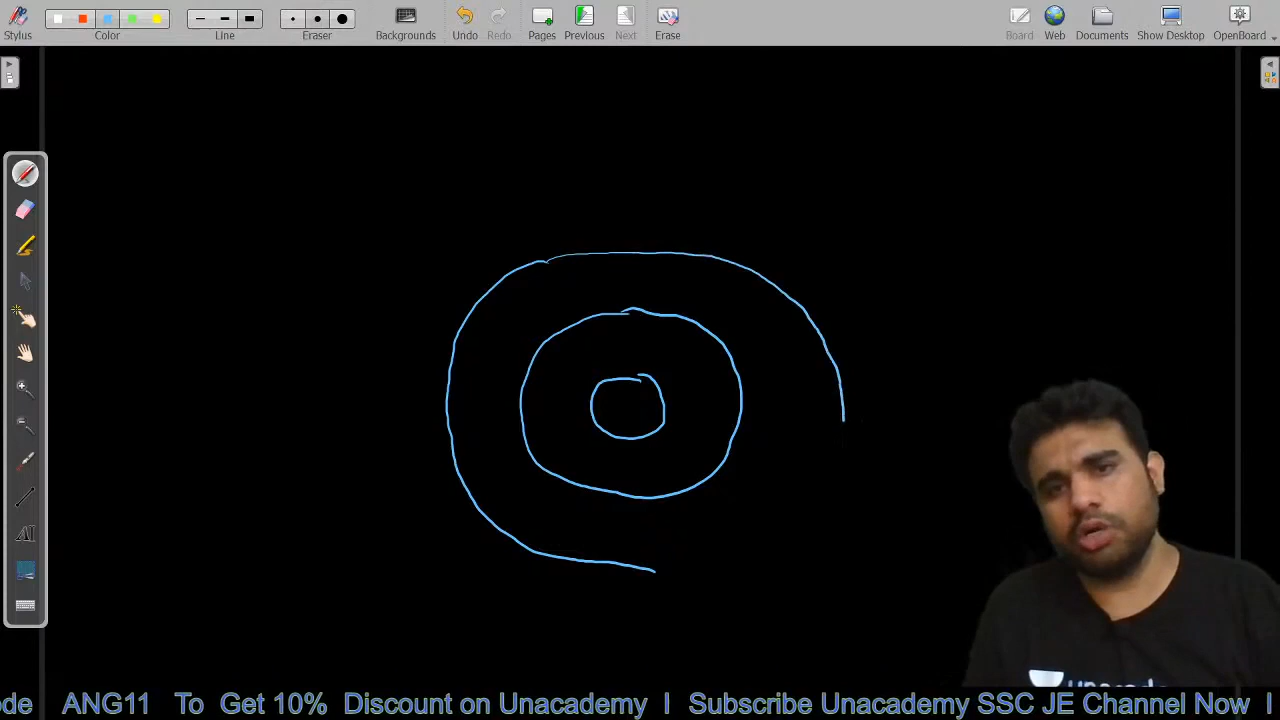 Stylus Color Line Eraser Backgrounds Undo Redo Pages Previous Next Erase Board Web Documents Show Desktop OpenBoard
AI
ANG11 To Get 10% Discount on Unacademy I Subscribe Unacademy SSC JE Channel Now I